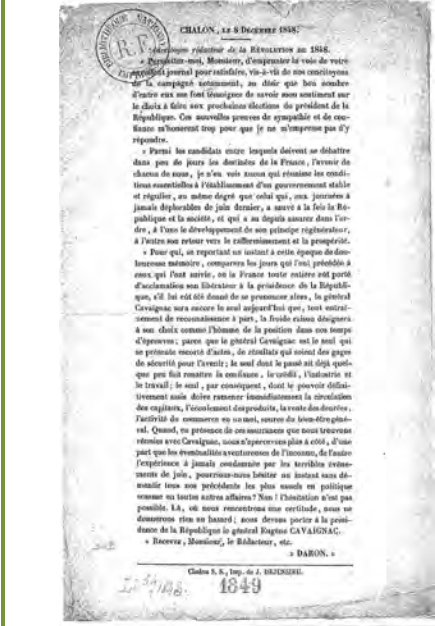 BIBLIOTHÈQUE NATIONALE
R.F.
CHALON, LE 8 DÉCEMBRE 1848.
Citoyen rédacteur de la RÉVOLUTION DE 1848.
« Permettez-moi, Monsieur, d'emprunter la voie de votre
excellent journal pour satisfaire, vis-à-vis de nos concitoyens
de la campagne notamment, au désir que bon nombre
d'entre eux me font témoigner de savoir mon sentiment sur
le choix à faire aux prochaines élections du président de la
République. Ces nouvelles preuves de sympathie et de con-
fiance m'honorent trop pour que je ne m'empresse pas d'y
répondre.
« Parmi les candidats entre lesquels doivent se débattre
dans peu de jours les destinées de la France, l'avenir de
chacun de nous, je n'en vois aucun qui réunisse les condi-
tions essentielles à l'établissement d'un gouvernement stable
et régulier, au même degré que celui qui, aux journées à
jamais déplorables de juin dernier, a sauvé à la fois la Ré-
publique et la société, et qui a su depuis assurer dans l'or-
dre, à l'une le développement de son principe régénérateur,
à l'autre son retour vers le raffermissement et la prospérité.
« Pour qui, se reportant un instant à cette époque de dou-
loureuse mémoire, comparera les jours qui l'ont précédée à
ceux qui l'ont suivie, où la France toute entière eût porté
d'acclamation son libérateur à la présidence de la Républi-
que, s'il lui eût été donné de se prononcer alors, le général
Cavaignac sera encore le seul aujourd'hui que, tout entraî-
nement de reconnaissance à part, la froide raison désignera
à son choix comme l'homme de la position dans nos temps
d'épreuves; parce que le général Cavaignac est le seul qui
se présente escorté d'actes, de résultats qui soient des gages
de sécurité pour l'avenir; le seul dont le passé ait déjà quel-
que peu fait renaître la confiance, le crédit, l'industrie et
le travail; le seul, par conséquent, dont le pouvoir défini-
tivement assis doive ramener immédiatement la circulation
des capitaux, l'écoulement des produits, la vente des denrées,
l'activité du commerce en un mot, source du bien-être géné-
ral. Quand, en présence de ces assurances que nous trouvons
réunies avec Cavaignac, nous n'apercevons plus à côté, d'une
part que les éventualités aventureuses de l'inconnu, de l'autre
l'expérience à jamais condamnée par les terribles événe-
ments de juin, pourrions-nous hésiter un instant sans dé-
mentir tous nos précédents les plus usuels en politique
comme en toutes autres affaires? Non! l'hésitation n'est pas
possible. LA, où nous rencontrons une certitude, nous ne
donnerons rien au hasard; nous devons porter à la prési-
dence de la République le général Eugène CAVAIGNAC.
« Recevez, Monsieur, le Rédacteur, etc.
» DARON. »
Chalon S. S., Imp. de J. DEJUSSIEU.
1849